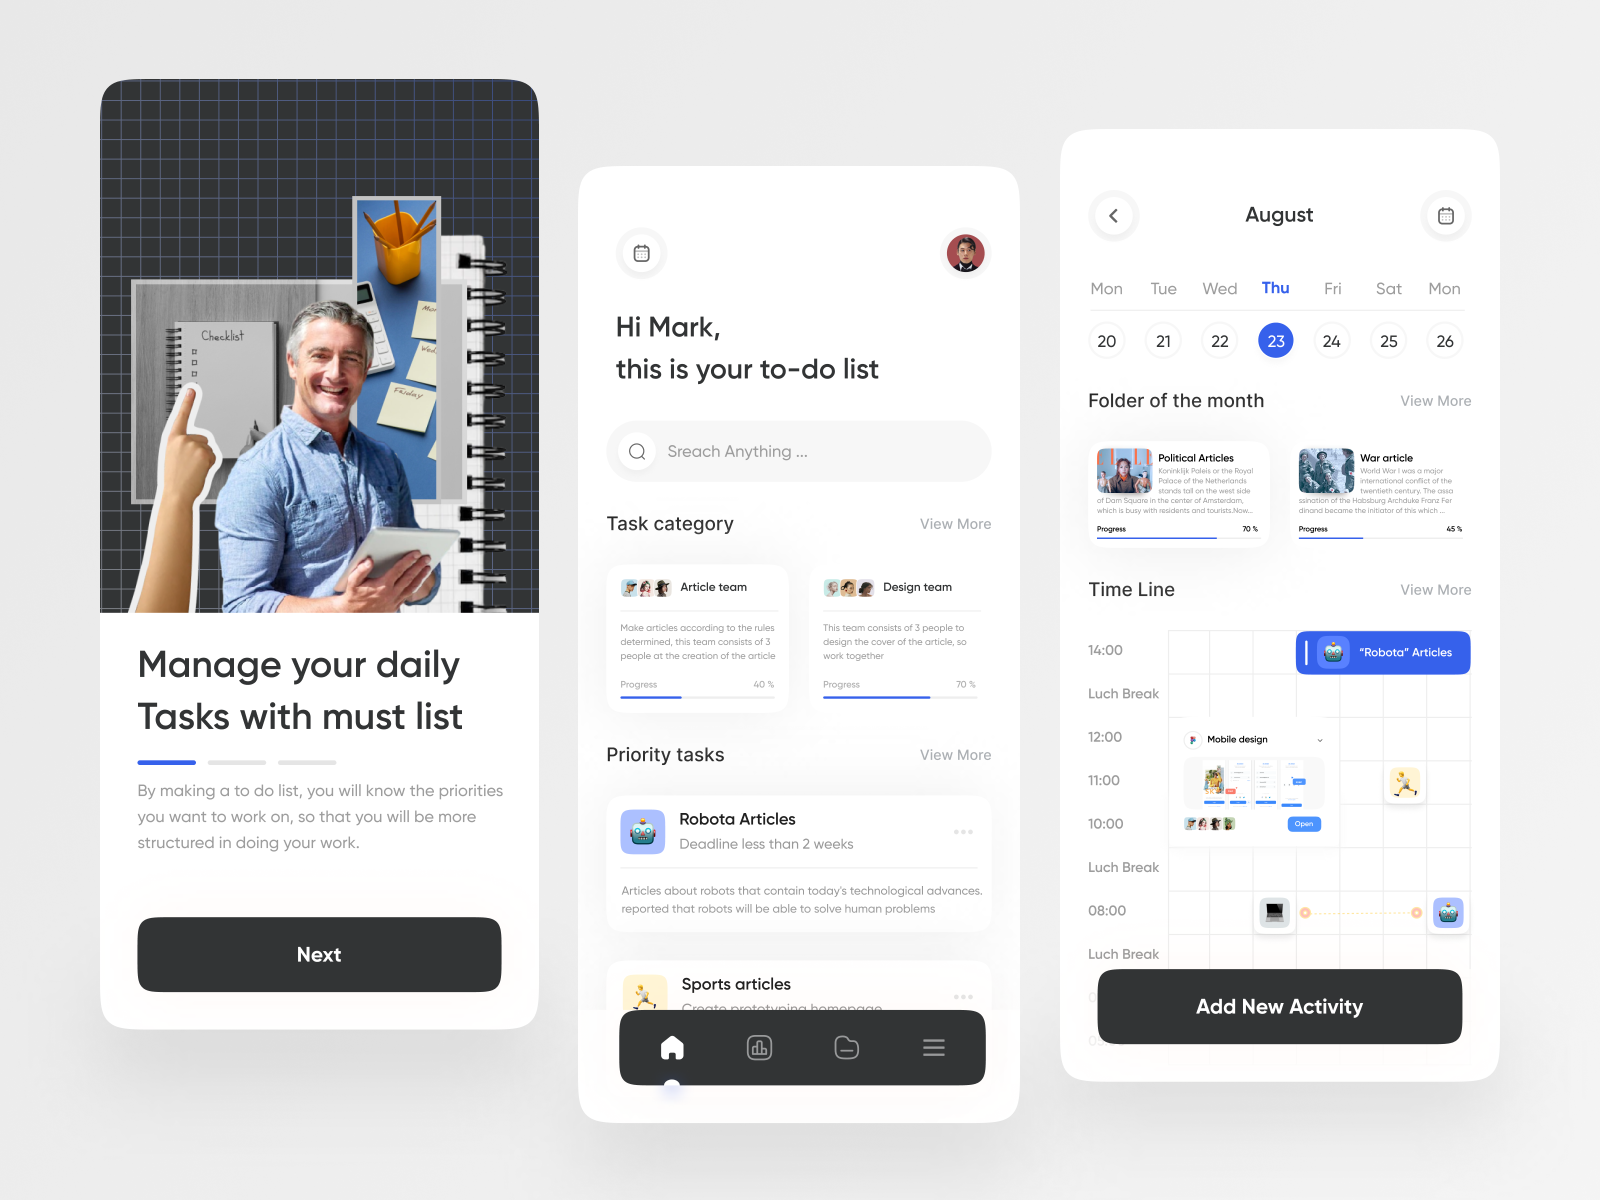 Checklist
Mon
Wed
Friday
Manage your daily
Tasks with must list
By making a to do list, you will know the priorities
you want to work on, so that you will be more
structured in doing your work.
Next
Hi Mark,
this is your to-do list
Sreach Anything ...
Task category
View More
Article team
Make articles according to the rules
determined, this team consists of 3
people at the creation of the article
Progress
40 %
Design team
This team consists of 3 people to
design the cover of the article, so
work together
Progress
70 %
Priority tasks
View More
Robota Articles
Deadline less than 2 weeks
Articles about robots that contain today's technological advances.
reported that robots will be able to solve human problems
Sports articles
Create prototyping homepage
August
Mon Tue Wed Thu Fri Sat Mon
20 21 22 23 24 25 26
Folder of the month
View More
Political Articles
Koninklijk Paleis or the Royal
Palace of the Netherlands
stands tall on the west side
of Dam Square in the center of Amsterdam,
which is busy with residents and tourists.Now...
Progress
70 %
War article
World War I was a major
international conflict of the
twentieth century. The assa
ssination of the Habsburg Archduke Franz Fer
dinand became the initiator of this which ...
Progress
45 %
Time Line
View More
14:00
"Robota" Articles
Luch Break
12:00
Mobile design
11:00
10:00
Open
Luch Break
08:00
Luch Break
Add New Activity